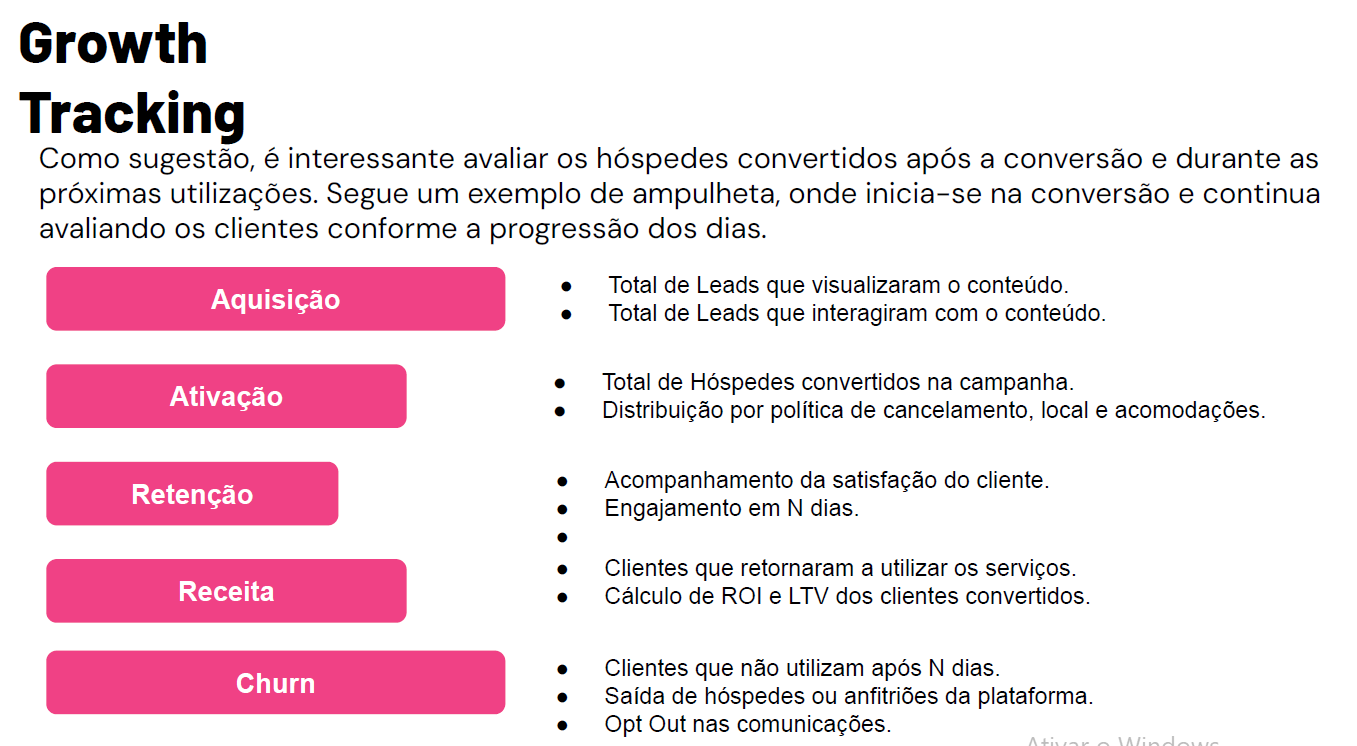 Growth
Tracking
Como sugestão, é interessante avaliar os hóspedes convertidos após a conversão e durante as
próximas utilizações. Segue um exemplo de ampulheta, onde inicia-se na conversão e continua
avaliando os clientes conforme a progressão dos dias.
Aquisição
● Total de Leads que visualizaram o conteúdo.
● Total de Leads que interagiram com o conteúdo.
Ativação
● Total de Hóspedes convertidos na campanha.
● Distribuição por política de cancelamento, local e acomodações.
Retenção
● Acompanhamento da satisfação do cliente.
● Engajamento em N dias.
●
Receita
● Clientes que retornaram a utilizar os serviços.
● Cálculo de ROI e LTV dos clientes convertidos.
Churn
● Clientes que não utilizam após N dias.
● Saída de hóspedes ou anfitriões da plataforma.
● Opt Out nas comunicações.
Ativar o Windows